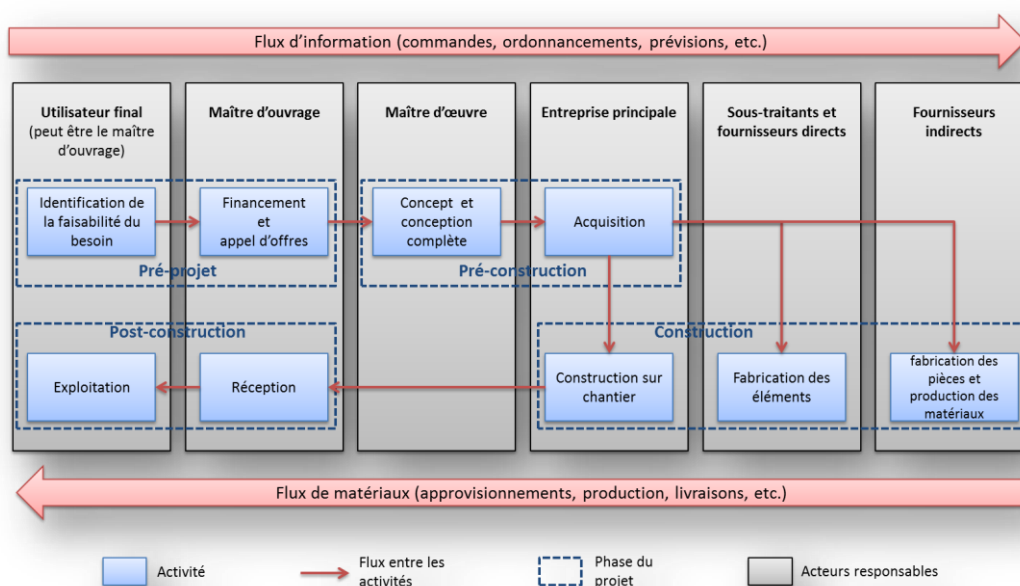 Flux d'information (commandes, ordonnancements, prévisions, etc.)
Utilisateur final
(peut être le maître
d'ouvrage)
Maître d'ouvrage
Maître d'œuvre
Entreprise principale
Sous-traitants et
fournisseurs directs
Fournisseurs
indirects
Identification de
la faisabilité du
besoin
Financement
et
appel d'offres
Concept et
conception
complète
Acquisition
Pré-projet
Pré-construction
Post-construction
Construction
Exploitation
Réception
Construction sur
chantier
Fabrication des
éléments
fabrication des
pièces et
production des
matériaux
Flux de matériaux (approvisionnements, production, livraisons, etc.)
Activité
Flux entre les
activités
Phase du
projet
Acteurs responsables